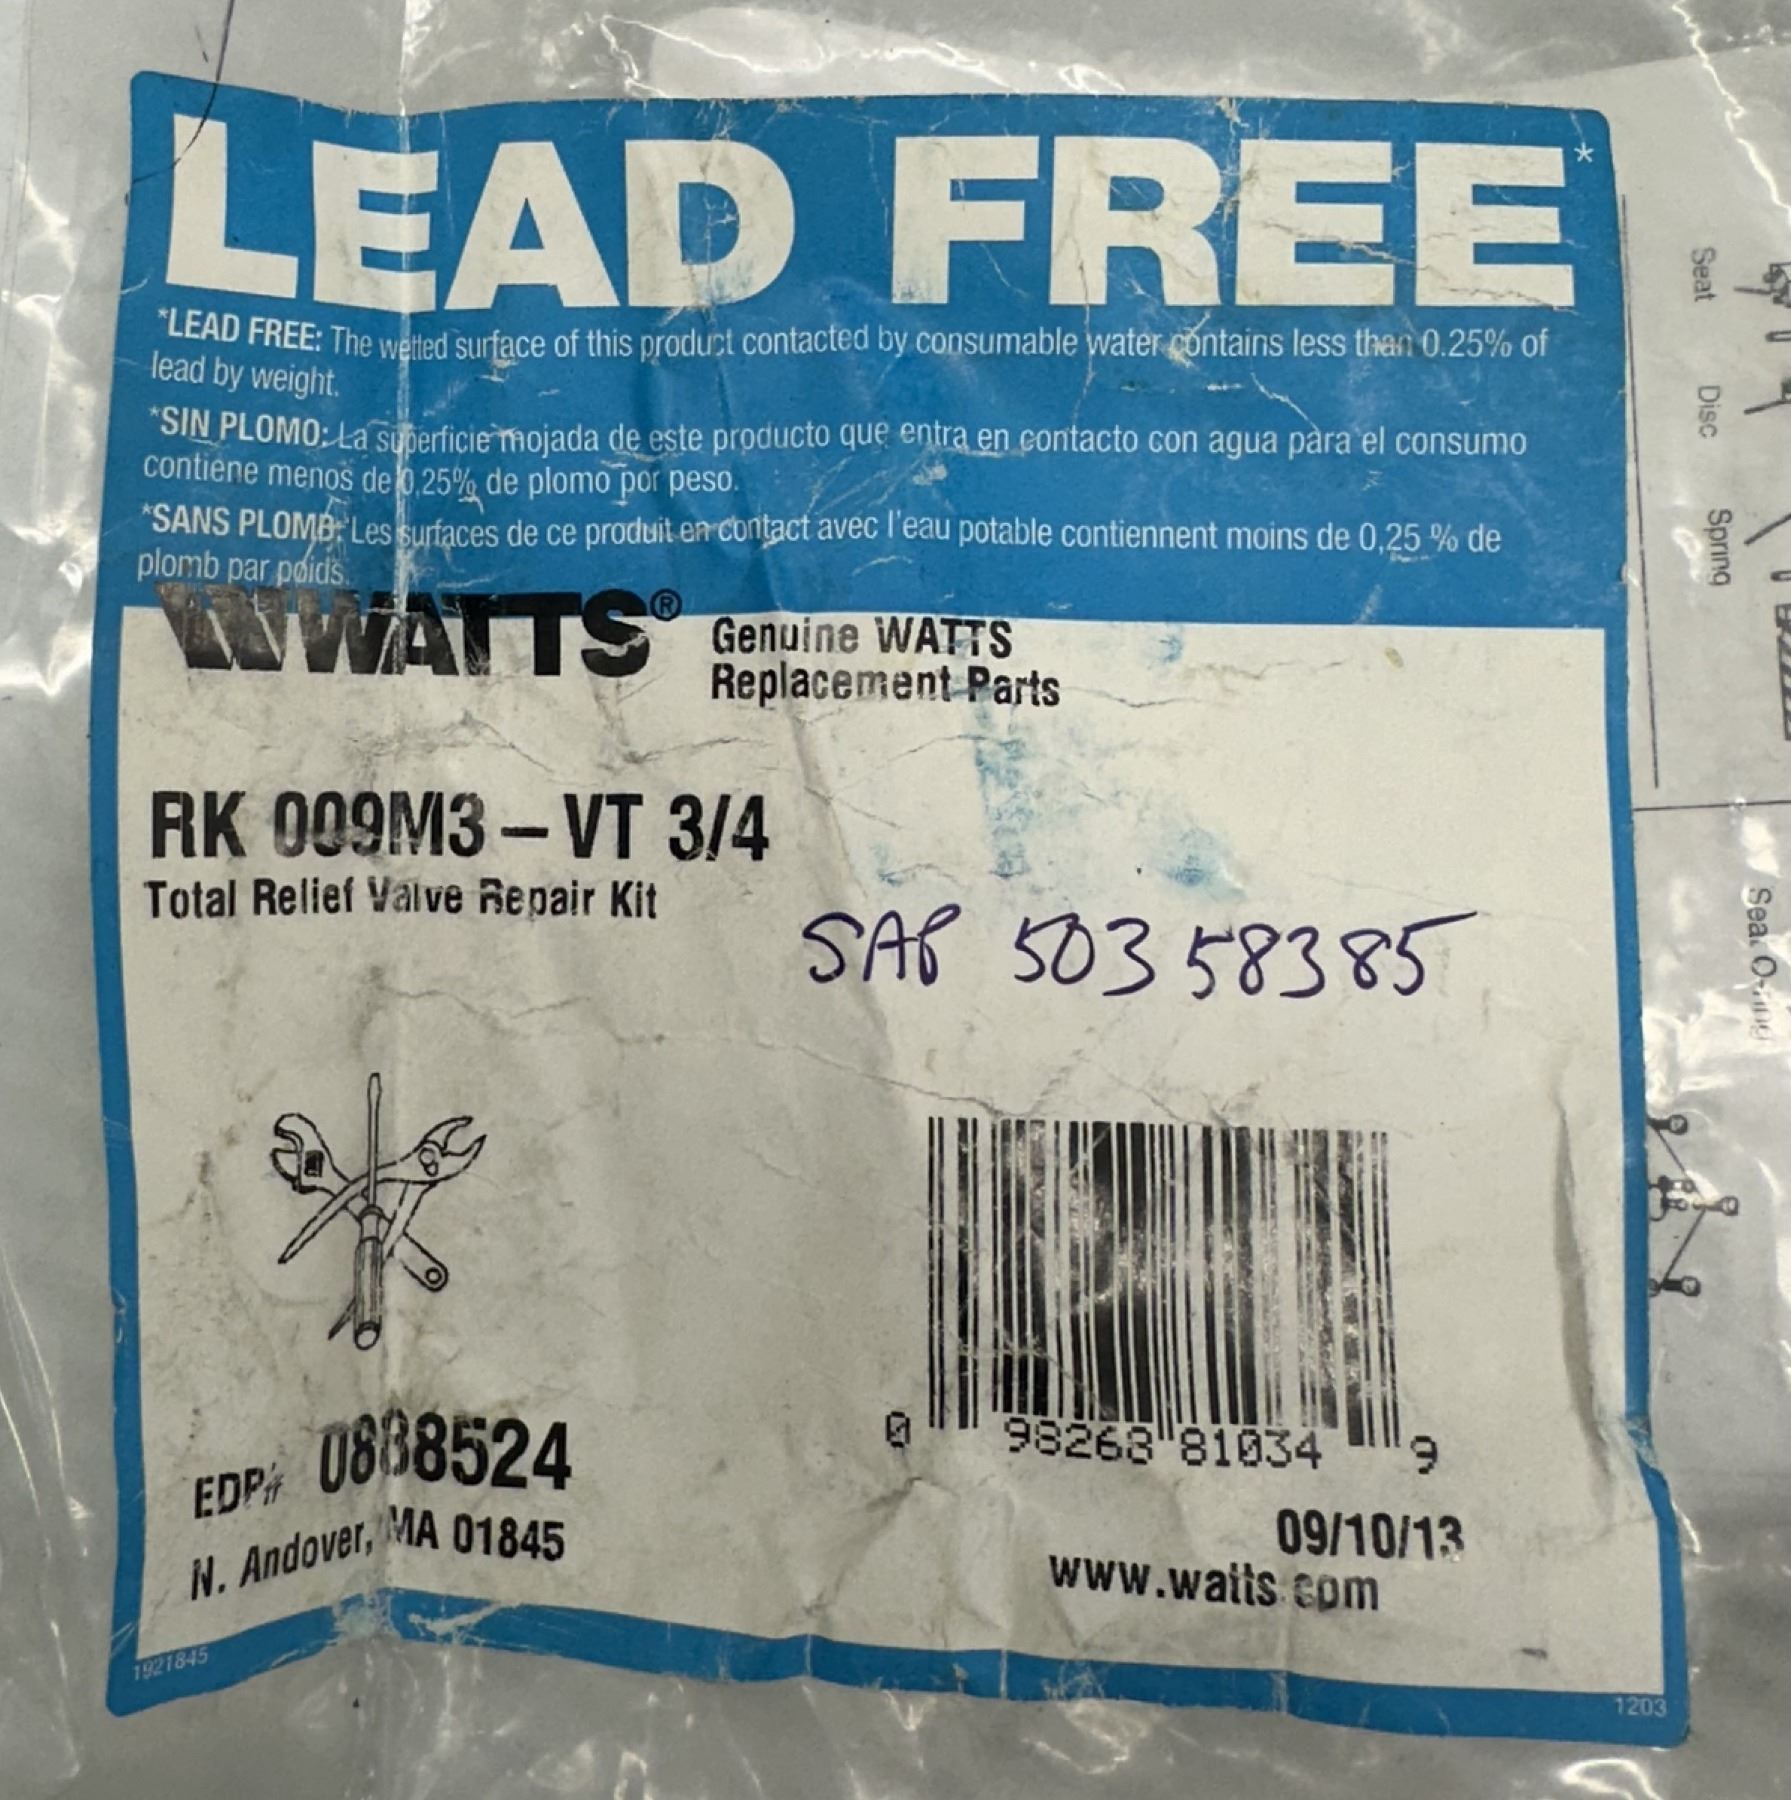 LEAD FREE*
*LEAD FREE: The wetted surface of this product contacted by consumable water contains less than 0.25% of
lead by weight.
*SIN PLOMO: La superficie mojada de este producto que entra en contacto con agua para el consumo
contiene menos de 0,25% de plomo por peso.
*SANS PLOMB: Les surfaces de ce produit en contact avec l'eau potable contiennent moins de 0,25 % de
plomb par poids.
WATTS®
Genuine WATTS
Replacement Parts
RK 009M3 – VT 3/4
Total Relief Valve Repair Kit
SAP 50358385
0 98268 81034 9
EDP# 0888524
N. Andover, MA 01845
09/10/13
www.watts.com
1921845
1203
Seat
Disc
Spring
Seat O-ring